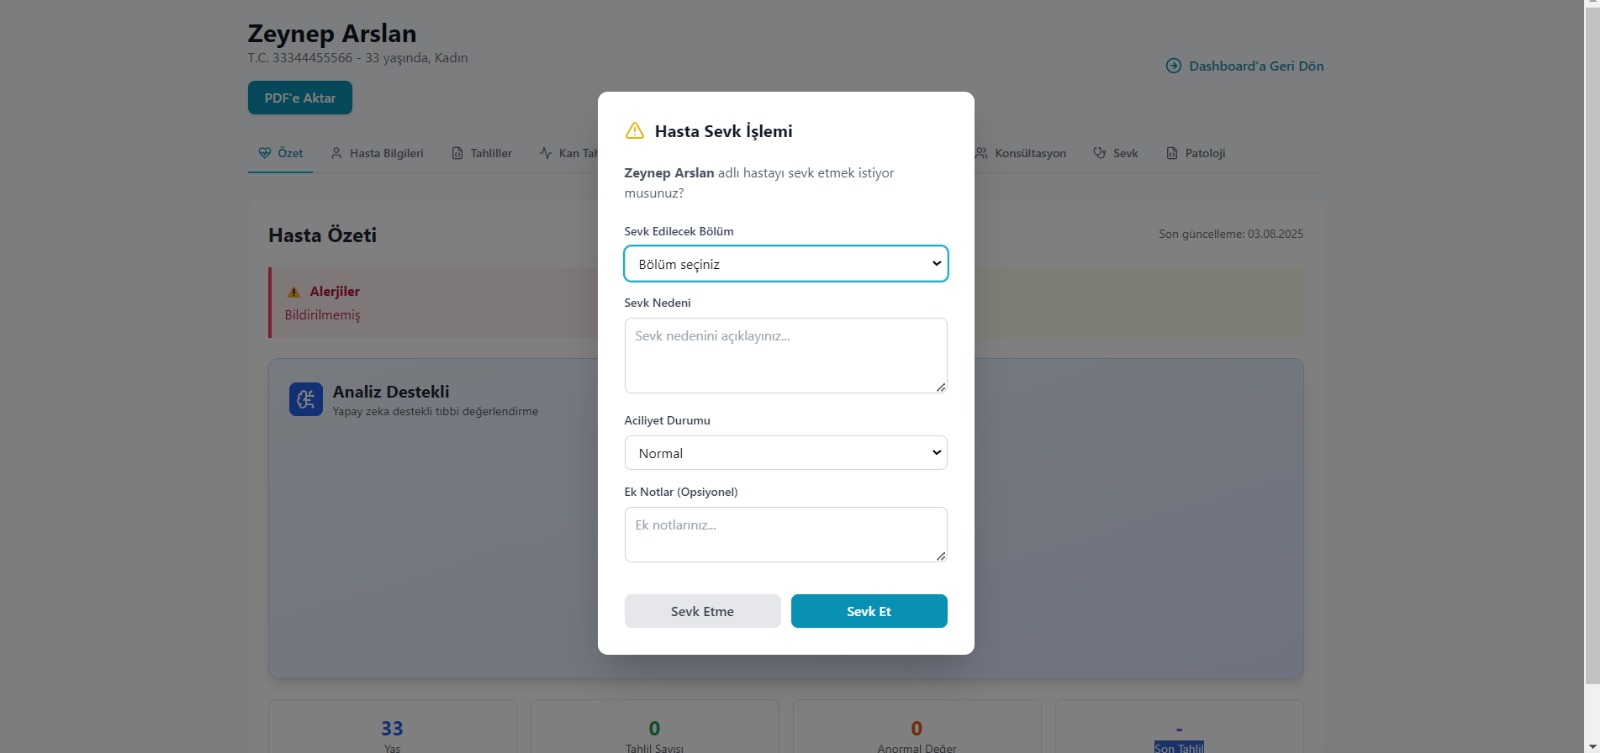 Zeynep Arslan
T.C. 33344455566 - 33 yaşında, Kadın
Dashboard'a Geri Dön
PDF'e Aktar
Özet
Hasta Bilgileri
Tahliller
Kan Tah
Konsültasyon
Sevk
Patoloji
Hasta Özeti
Son güncelleme: 03.08.2025
Alerjiler
Bildirilmemiş
Analiz Destekli
Yapay zeka destekli tıbbi değerlendirme
33
Yaş
0
Tahlil Sayısı
0
Anormal Değer
-
Son Tahlil
Hasta Sevk İşlemi
Zeynep Arslan adlı hastayı sevk etmek istiyor
musunuz?
Sevk Edilecek Bölüm
Bölüm seçiniz
Sevk Nedeni
Sevk nedenini açıklayınız...
Aciliyet Durumu
Normal
Ek Notlar (Opsiyonel)
Ek notlarınız...
Sevk Etme
Sevk Et